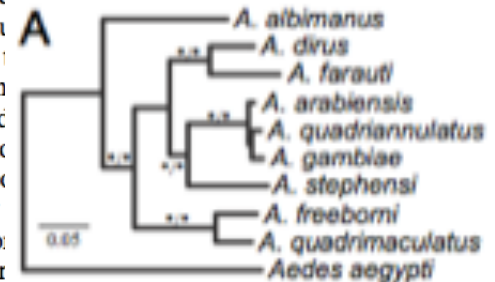 A
A. albimanus
A. dirus
A. farauti
A. arabiensis
A. quadriannulatus
A. gambiae
A. stephensi
A. freeborni
A. quadrimaculatus
Aedes aegypti
*/*
*/*
*/*
*/*
*/*
0.05